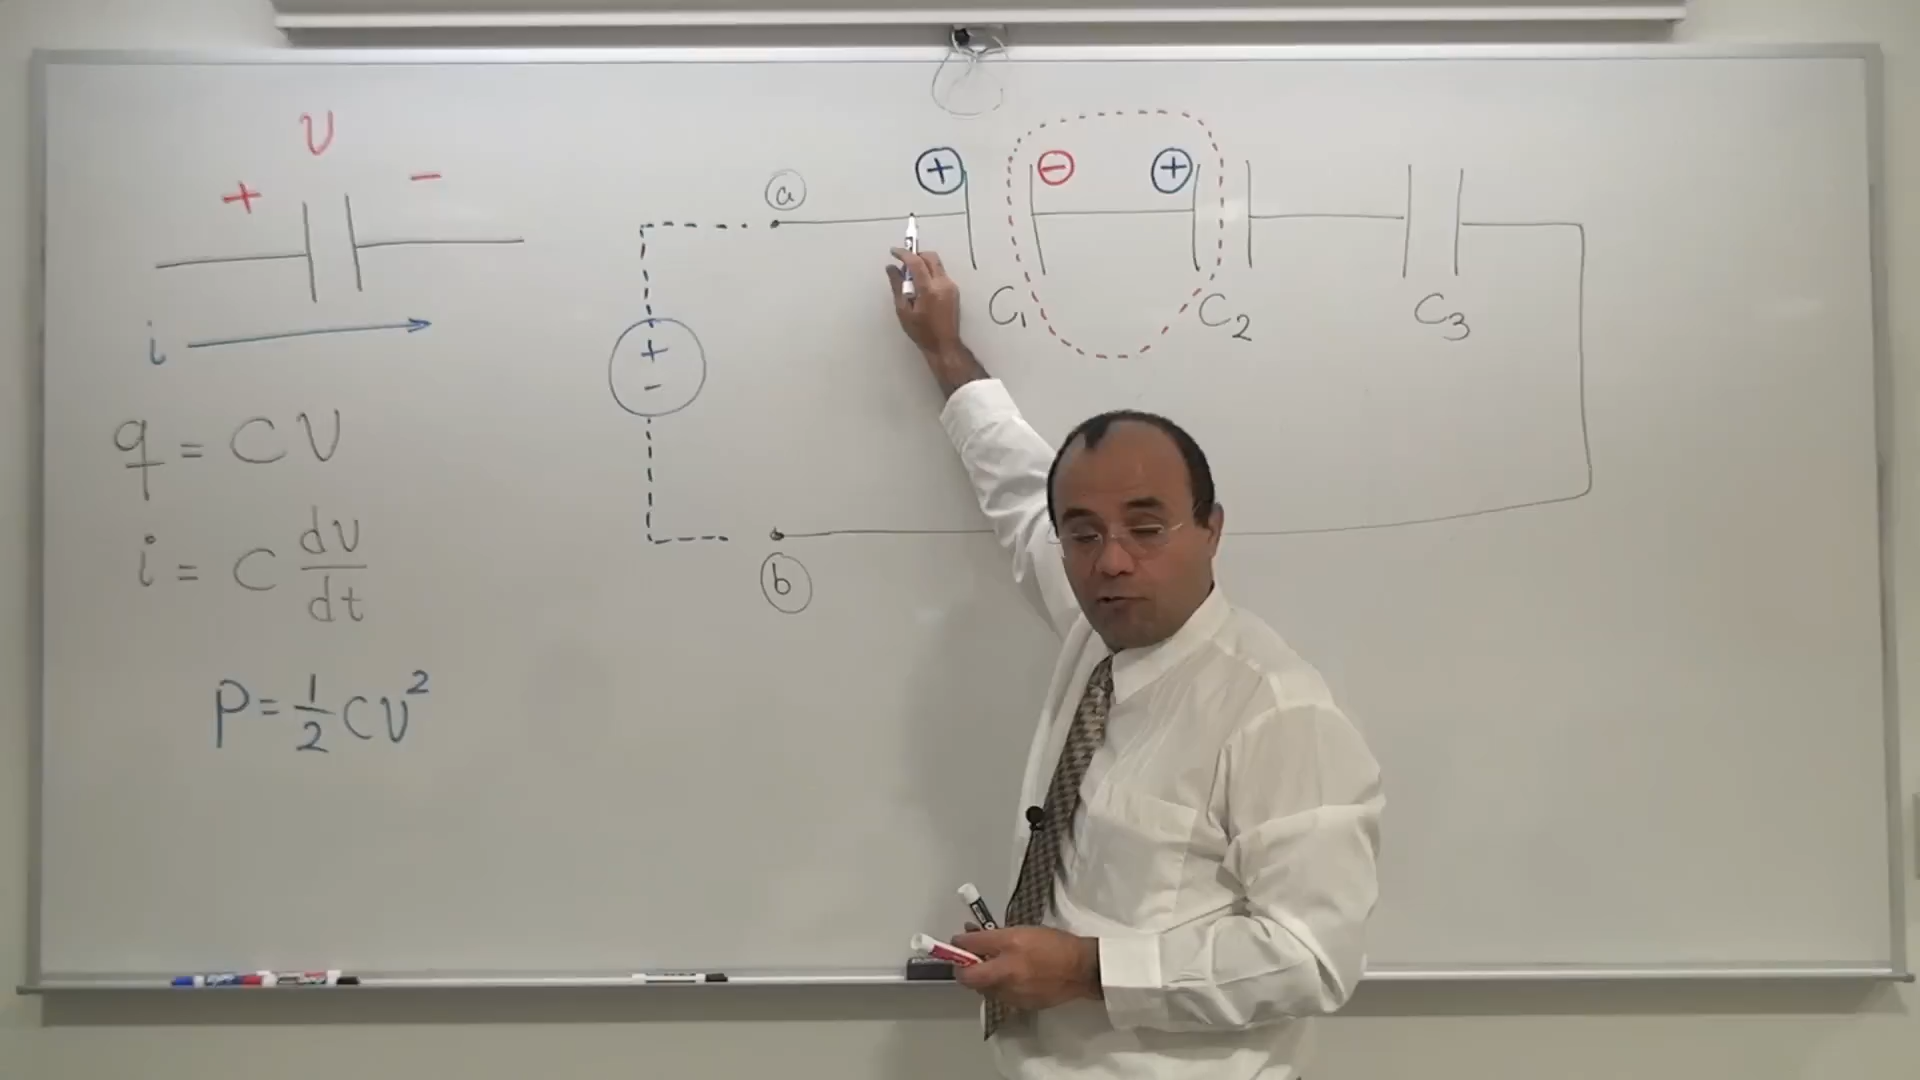 V
+ -
i
q = CV
i = C dv/dt
P = 1/2 CV²
a
+ - +
C₁ C₂ C₃
+
-
b